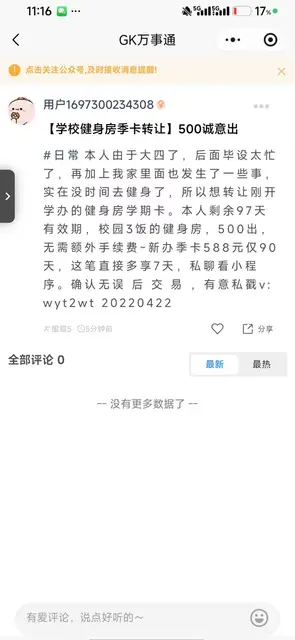 11:16
5G
5G
17%
GK万事通
点击关注公众号,及时接收消息提醒!
用户1697300234308
【学校健身房季卡转让】500诚意出
#日常 本人由于大四了，后面毕设太忙
了，再加上我家里面也发生了一些事，
实在没时间去健身了，所以想转让刚开
学办的健身房学期卡。本人剩余97天
有效期，校园3饭的健身房，500出，
无需额外手续费~新办季卡588元仅90
天，这笔直接多享7天，私聊看小程
序。确认无误 后 交 易 ，有意私戳v:
wyt2wt 20220422
5分钟前
分享
全部评论 0
最新
最热
-- 没有更多数据了 --
有爱评论，说点好听的～